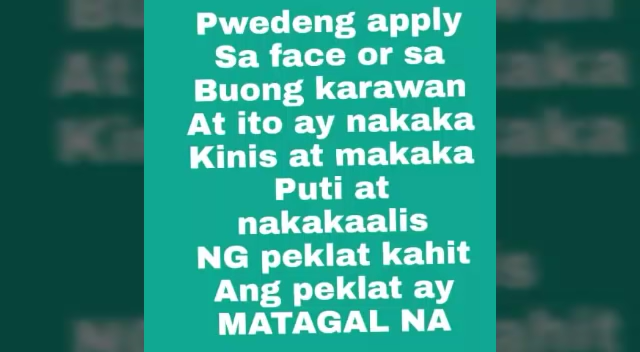 Pwedeng apply
Sa face or sa
Buong karawan
At ito ay nakaka
Kinis at makaka
Puti at
nakakaalis
NG peklat kahit
Ang peklat ay
MATAGAL NA